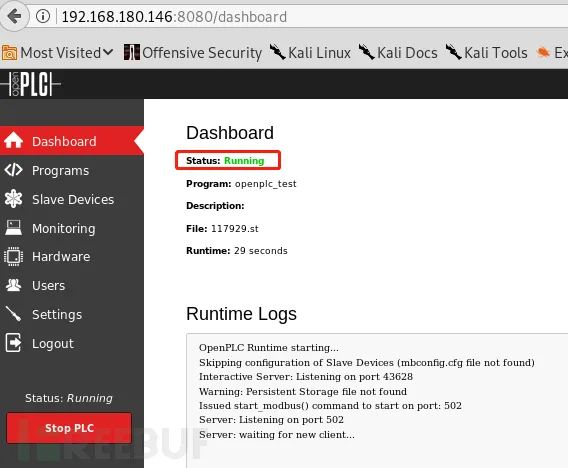 192.168.180.146:8080/dashboard
Most Visited Offensive Security Kali Linux Kali Docs Kali Tools Ex
open PLC
Dashboard
Programs
Slave Devices
Monitoring
Hardware
Users
Settings
Logout
Status: Running
Stop PLC
Dashboard
Status: Running
Program: openplc_test
Description:
File: 117929.st
Runtime: 29 seconds
Runtime Logs
OpenPLC Runtime starting...
Skipping configuration of Slave Devices (mbconfig.cfg file not found)
Interactive Server: Listening on port 43628
Warning: Persistent Storage file not found
Issued start_modbus() command to start on port: 502
Server: Listening on port 502
Server: waiting for new client...
REEBUF